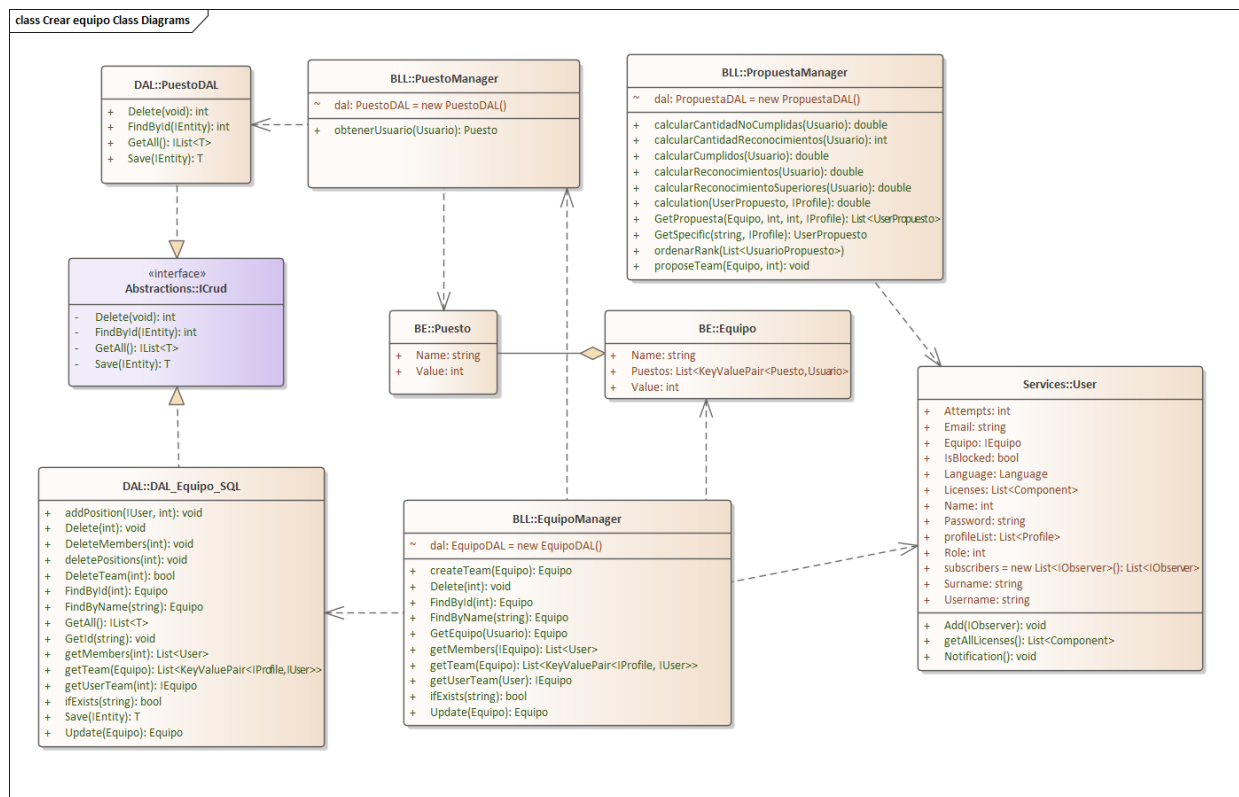 class Crear equipo Class Diagrams
DAL::PuestoDAL
+ Delete(void): int
+ FindById(IEntity): int
+ GetAll(): IList<T>
+ Save(IEntity): T
BLL::PuestoManager
~ dal: PuestoDAL = new PuestoDAL()
+ obtenerUsuario(Usuario): Puesto
BLL::PropuestaManager
~ dal: PropuestaDAL = new PropuestaDAL()
+ calcularCantidadNoCumplidas(Usuario): double
+ calcularCantidadReconocimientos(Usuario): int
+ calcularCumplidos(Usuario): double
+ calcularReconocimientos(Usuario): double
+ calcularReconocimientoSuperiores(Usuario): double
+ calculation(UserPropuesto, IProfile): double
+ GetPropuesta(Equipo, int, int, IProfile): List<UserPropuesto>
+ GetSpecific(string, IProfile): UserPropuesto
+ ordenarRank(List<UsuarioPropuesto>)
+ proposeTeam(Equipo, int): void
«interface»
Abstractions::ICrud
- Delete(void): int
- FindById(IEntity): int
- GetAll(): IList<T>
- Save(IEntity): T
BE::Puesto
+ Name: string
+ Value: int
BE::Equipo
+ Name: string
+ Puestos: List<KeyValuePair<Puesto,Usuario>
+ Value: int
Services::User
+ Attempts: int
+ Email: string
+ Equipo: IEquipo
+ IsBlocked: bool
+ Language: Language
+ Licenses: List<Component>
+ Name: int
+ Password: string
+ profileList: List<Profile>
+ Role: int
+ subscribers = new List<IObserver>(): List<IObserver>
+ Surname: string
+ Username: string
+ Add(IObserver): void
+ getAllLicenses(): List<Component>
+ Notification(): void
DAL::DAL_Equipo_SQL
+ addPosition(IUser, int): void
+ Delete(int): void
+ DeleteMembers(int): void
+ deletePositions(int): void
+ DeleteTeam(int): bool
+ FindById(int): Equipo
+ FindByName(string): Equipo
+ GetAll(): IList<T>
+ GetId(string): void
+ getMembers(int): List<User>
+ getTeam(Equipo): List<KeyValuePair<IProfile,IUser>>
+ getUserTeam(int): IEquipo
+ ifExists(string): bool
+ Save(IEntity): T
+ Update(Equipo): Equipo
BLL::EquipoManager
~ dal: EquipoDAL = new EquipoDAL()
+ createTeam(Equipo): Equipo
+ Delete(int): void
+ FindById(int): Equipo
+ FindByName(string): Equipo
+ GetEquipo(Usuario): Equipo
+ getMembers(IEquipo): List<User>
+ getTeam(Equipo): List<KeyValuePair<IProfile, IUser>>
+ getUserTeam(User): IEquipo
+ ifExists(string): bool
+ Update(Equipo): Equipo